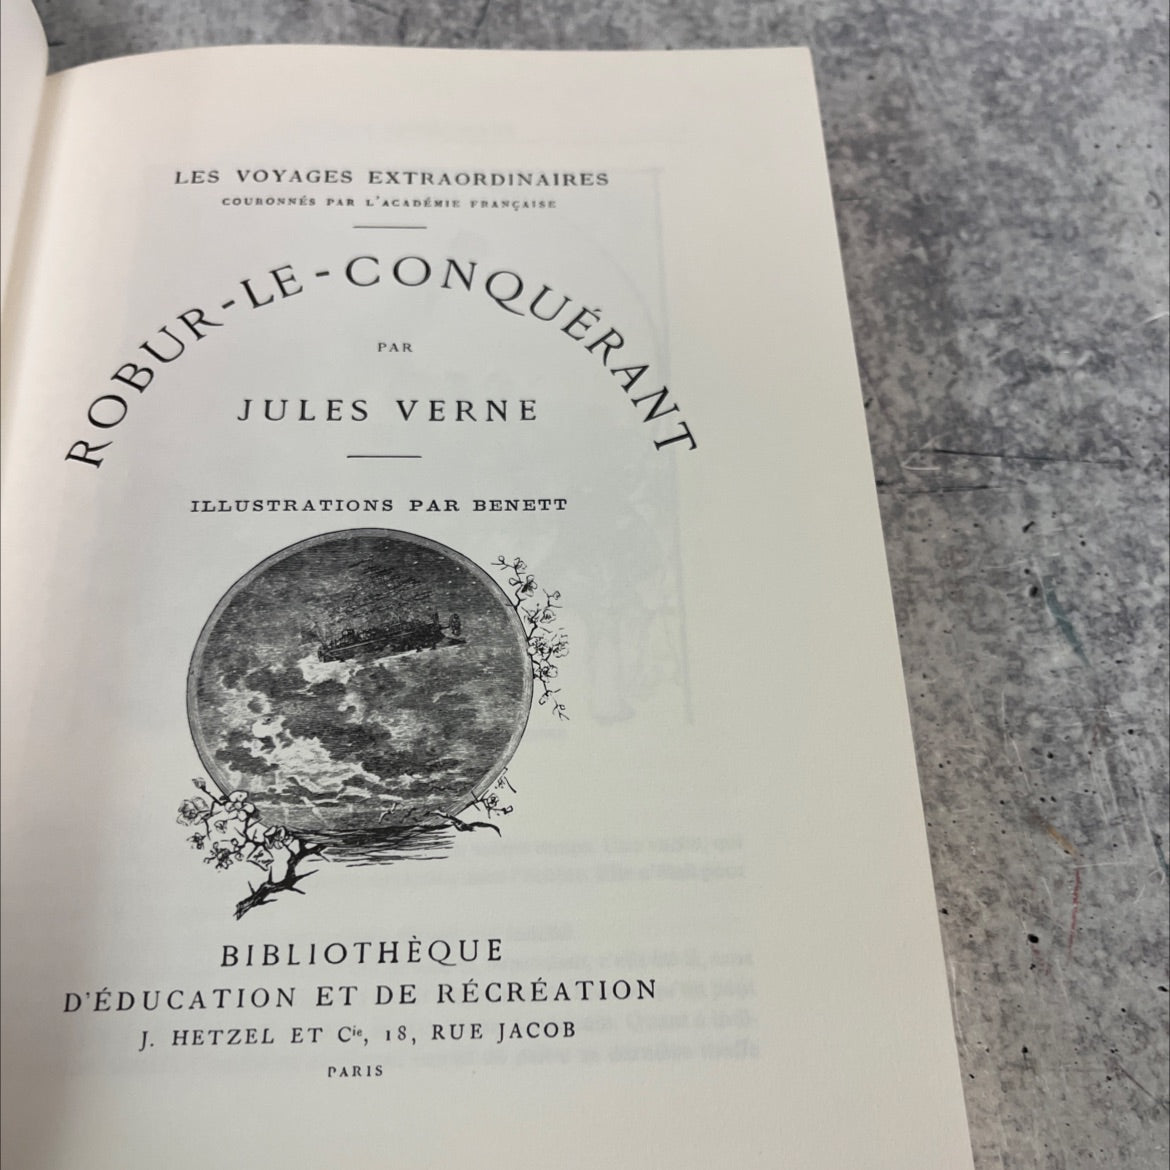 LES VOYAGES EXTRAORDINAIRES
COURONNÉS PAR L'ACADÉMIE FRANÇAISE
ROBUR-LE-CONQUÉRANT
PAR
JULES VERNE
ILLUSTRATIONS PAR BENETT
BIBLIOTHÈQUE
D'ÉDUCATION ET DE RÉCRÉATION
J. HETZEL ET Cie, 18, RUE JACOB
PARIS